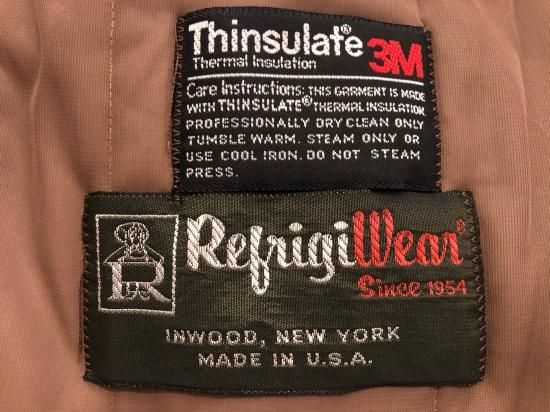 Thinsulate® 3M
Thermal Insulation
Care Instructions: THIS GARMENT IS MADE
WITH THINSULATE® THERMAL INSULATION.
PROFESSIONALLY DRY CLEAN ONLY
TUMBLE WARM. STEAM ONLY OR
USE COOL IRON. DO NOT STEAM
PRESS.
R RefrigiWear®
Since 1954
INWOOD, NEW YORK
MADE IN U.S.A.